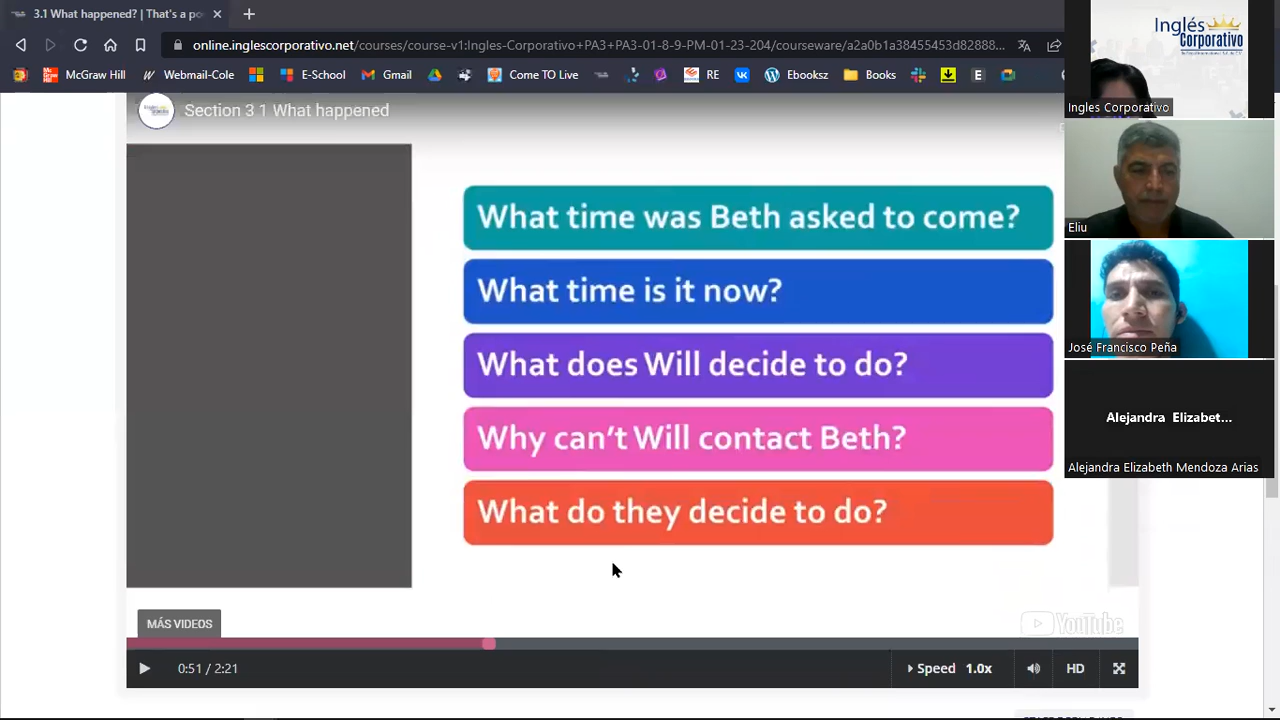 3.1 What happened? | That's a po
online.inglescorporativo.net/courses/course-v1:Ingles-Corporativo+PA3+PA3-01-8-9-PM-01-23-204/courseware/a2a0b1a38455453d82888...
McGraw Hill
Webmail-Cole
E-School
Gmail
Come TO Live
RE
Ebooksz
Books
E
Section 3 1 What happened
What time was Beth asked to come?
What time is it now?
What does Will decide to do?
Why can't Will contact Beth?
What do they decide to do?
MÁS VIDEOS
YouTube
0:51 / 2:21
Speed 1.0x
HD
Inglés
Corporativo
Ingles Corporativo
Eliu
José Francisco Peña
Alejandra Elizabet...
Alejandra Elizabeth Mendoza Arias